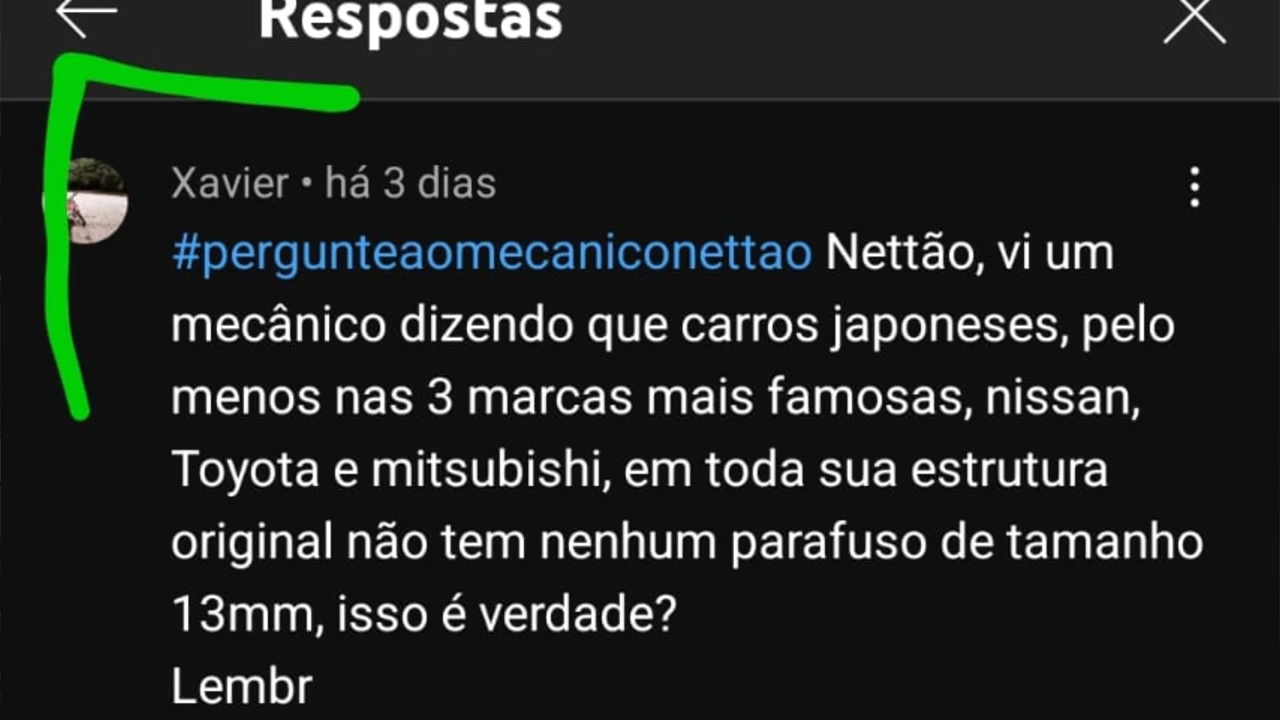 Respostas
Xavier • há 3 dias
#pergunteaomecaniconettao Nettão, vi um
mecânico dizendo que carros japoneses, pelo
menos nas 3 marcas mais famosas, nissan,
Toyota e mitsubishi, em toda sua estrutura
original não tem nenhum parafuso de tamanho
13mm, isso é verdade?
Lembr